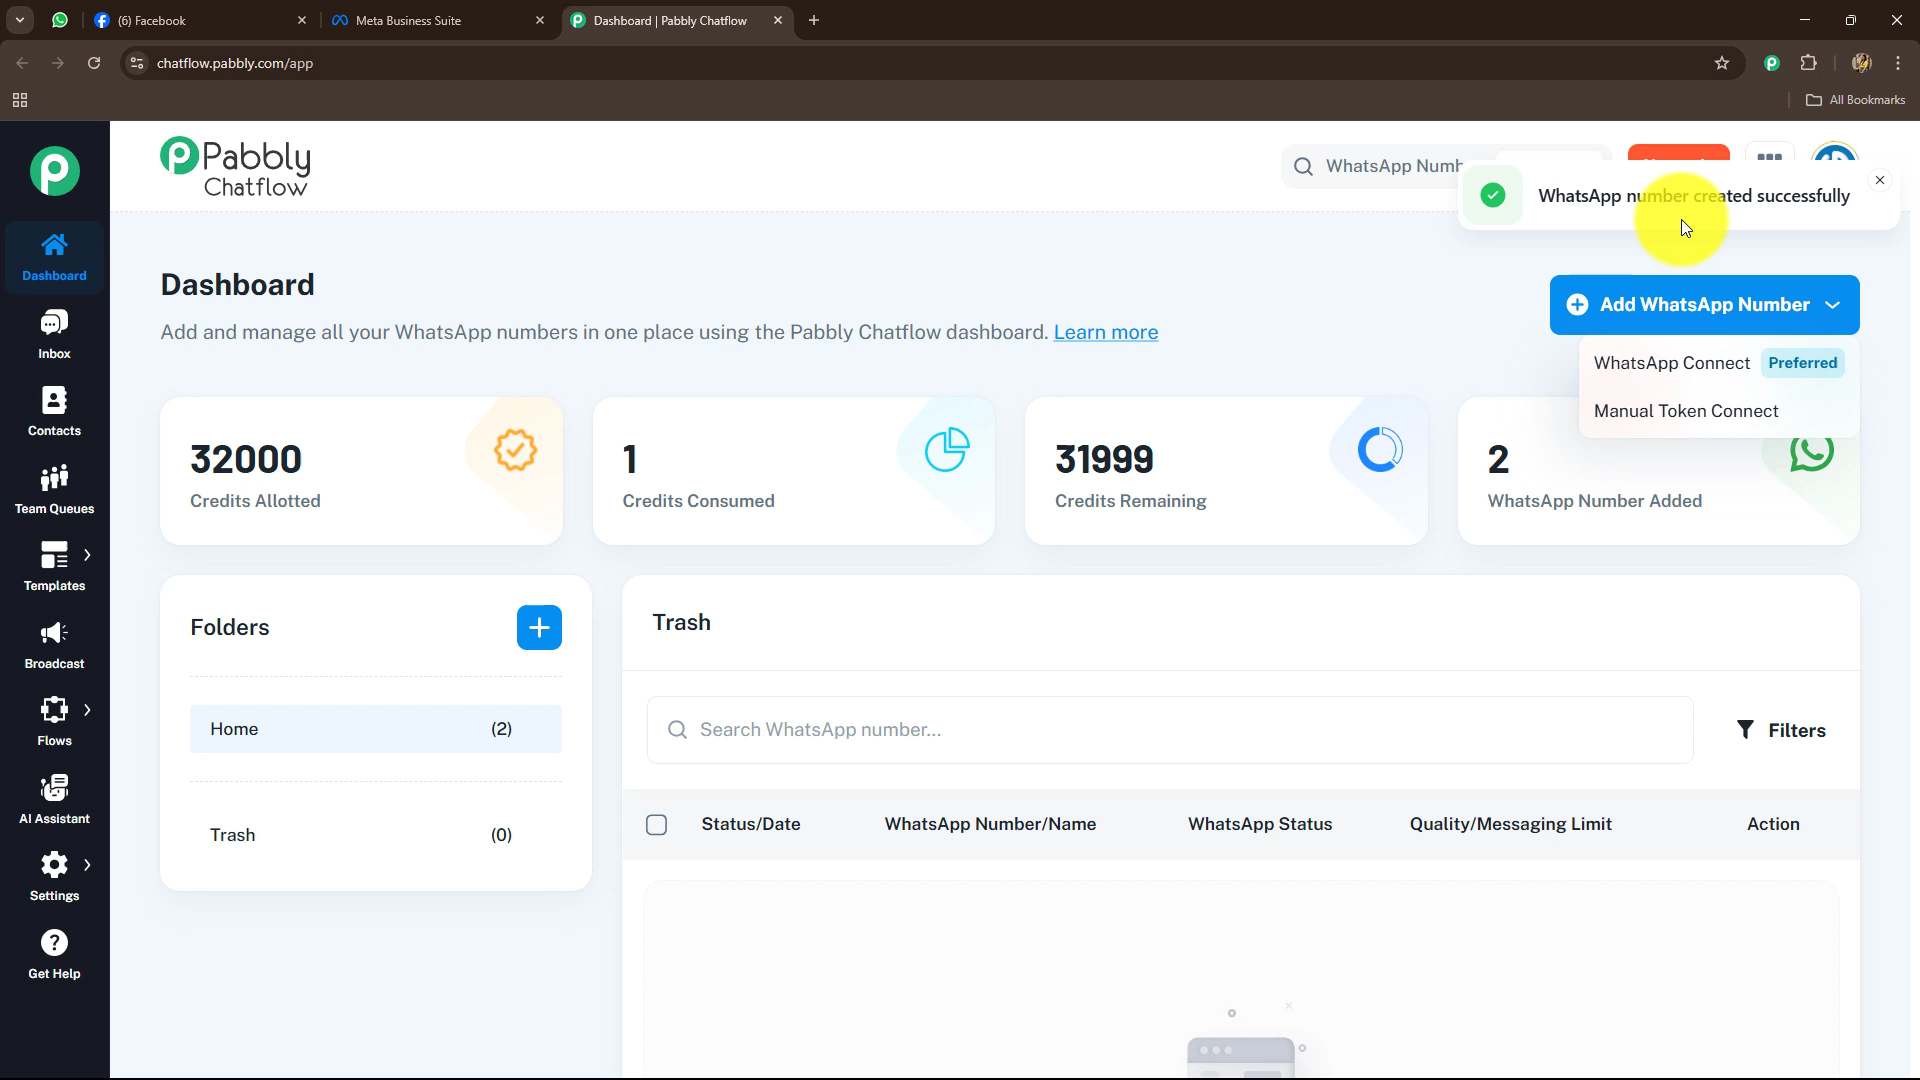 (6) Facebook
Meta Business Suite
Dashboard | Pabbly Chatflow
chatflow.pabbly.com/app
All Bookmarks
Pabbly
Chatflow
WhatsApp Numb
WhatsApp number created successfully
Dashboard
Inbox
Contacts
Team Queues
Templates
Broadcast
Flows
AI Assistant
Settings
Get Help
Dashboard
Add and manage all your WhatsApp numbers in one place using the Pabbly Chatflow dashboard. Learn more
Add WhatsApp Number
WhatsApp Connect Preferred
Manual Token Connect
32000
Credits Allotted
1
Credits Consumed
31999
Credits Remaining
2
WhatsApp Number Added
Folders
Home (2)
Trash (0)
Trash
Search WhatsApp number...
Filters
Status/Date WhatsApp Number/Name WhatsApp Status Quality/Messaging Limit Action